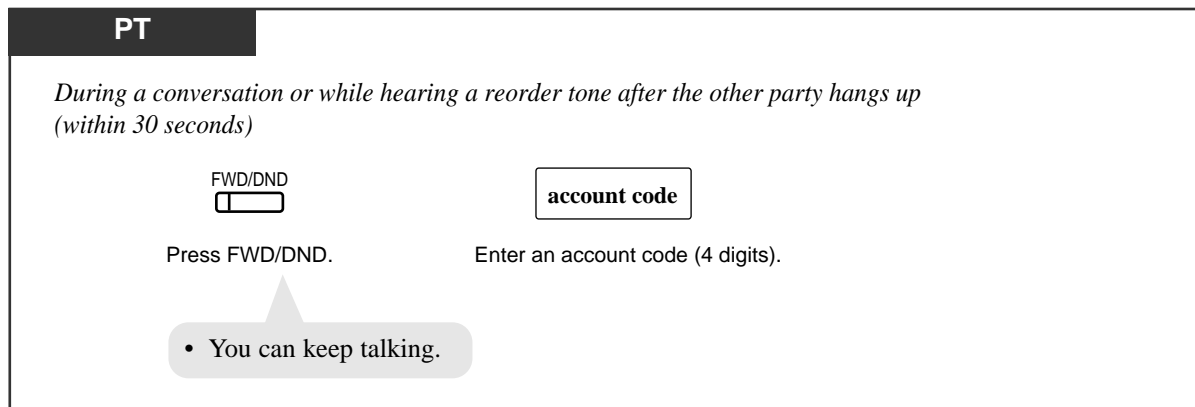 PT
During a conversation or while hearing a reorder tone after the other party hangs up
(within 30 seconds)
FWD/DND
account code
Press FWD/DND.
Enter an account code (4 digits).
• You can keep talking.